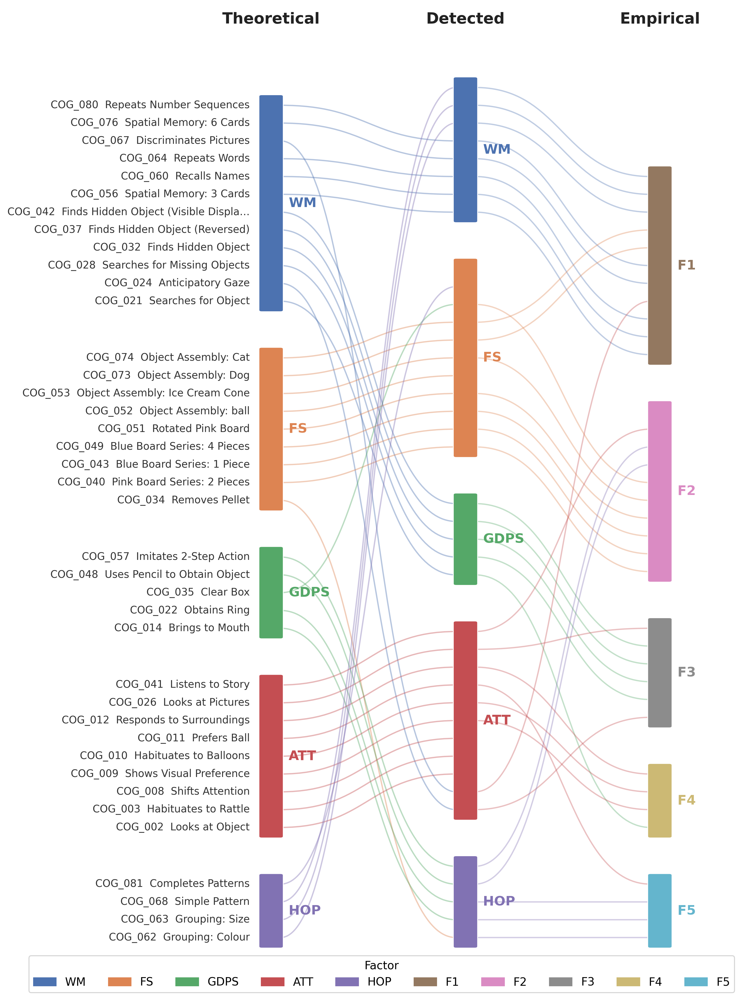 Theoretical
Detected
Empirical
COG_080 Repeats Number Sequences
COG_076 Spatial Memory: 6 Cards
COG_067 Discriminates Pictures
COG_064 Repeats Words
COG_060 Recalls Names
COG_056 Spatial Memory: 3 Cards
COG_042 Finds Hidden Object (Visible Displa…
COG_037 Finds Hidden Object (Reversed)
COG_032 Finds Hidden Object
COG_028 Searches for Missing Objects
COG_024 Anticipatory Gaze
COG_021 Searches for Object
WM
COG_074 Object Assembly: Cat
COG_073 Object Assembly: Dog
COG_053 Object Assembly: Ice Cream Cone
COG_052 Object Assembly: ball
COG_051 Rotated Pink Board
COG_049 Blue Board Series: 4 Pieces
COG_043 Blue Board Series: 1 Piece
COG_040 Pink Board Series: 2 Pieces
COG_034 Removes Pellet
FS
COG_057 Imitates 2-Step Action
COG_048 Uses Pencil to Obtain Object
COG_035 Clear Box
COG_022 Obtains Ring
COG_014 Brings to Mouth
GDPS
COG_041 Listens to Story
COG_026 Looks at Pictures
COG_012 Responds to Surroundings
COG_011 Prefers Ball
COG_010 Habituates to Balloons
COG_009 Shows Visual Preference
COG_008 Shifts Attention
COG_003 Habituates to Rattle
COG_002 Looks at Object
ATT
COG_081 Completes Patterns
COG_068 Simple Pattern
COG_063 Grouping: Size
COG_062 Grouping: Colour
HOP
WM
FS
GDPS
ATT
HOP
F1
F2
F3
F4
F5
Factor
WM FS GDPS ATT HOP F1 F2 F3 F4 F5